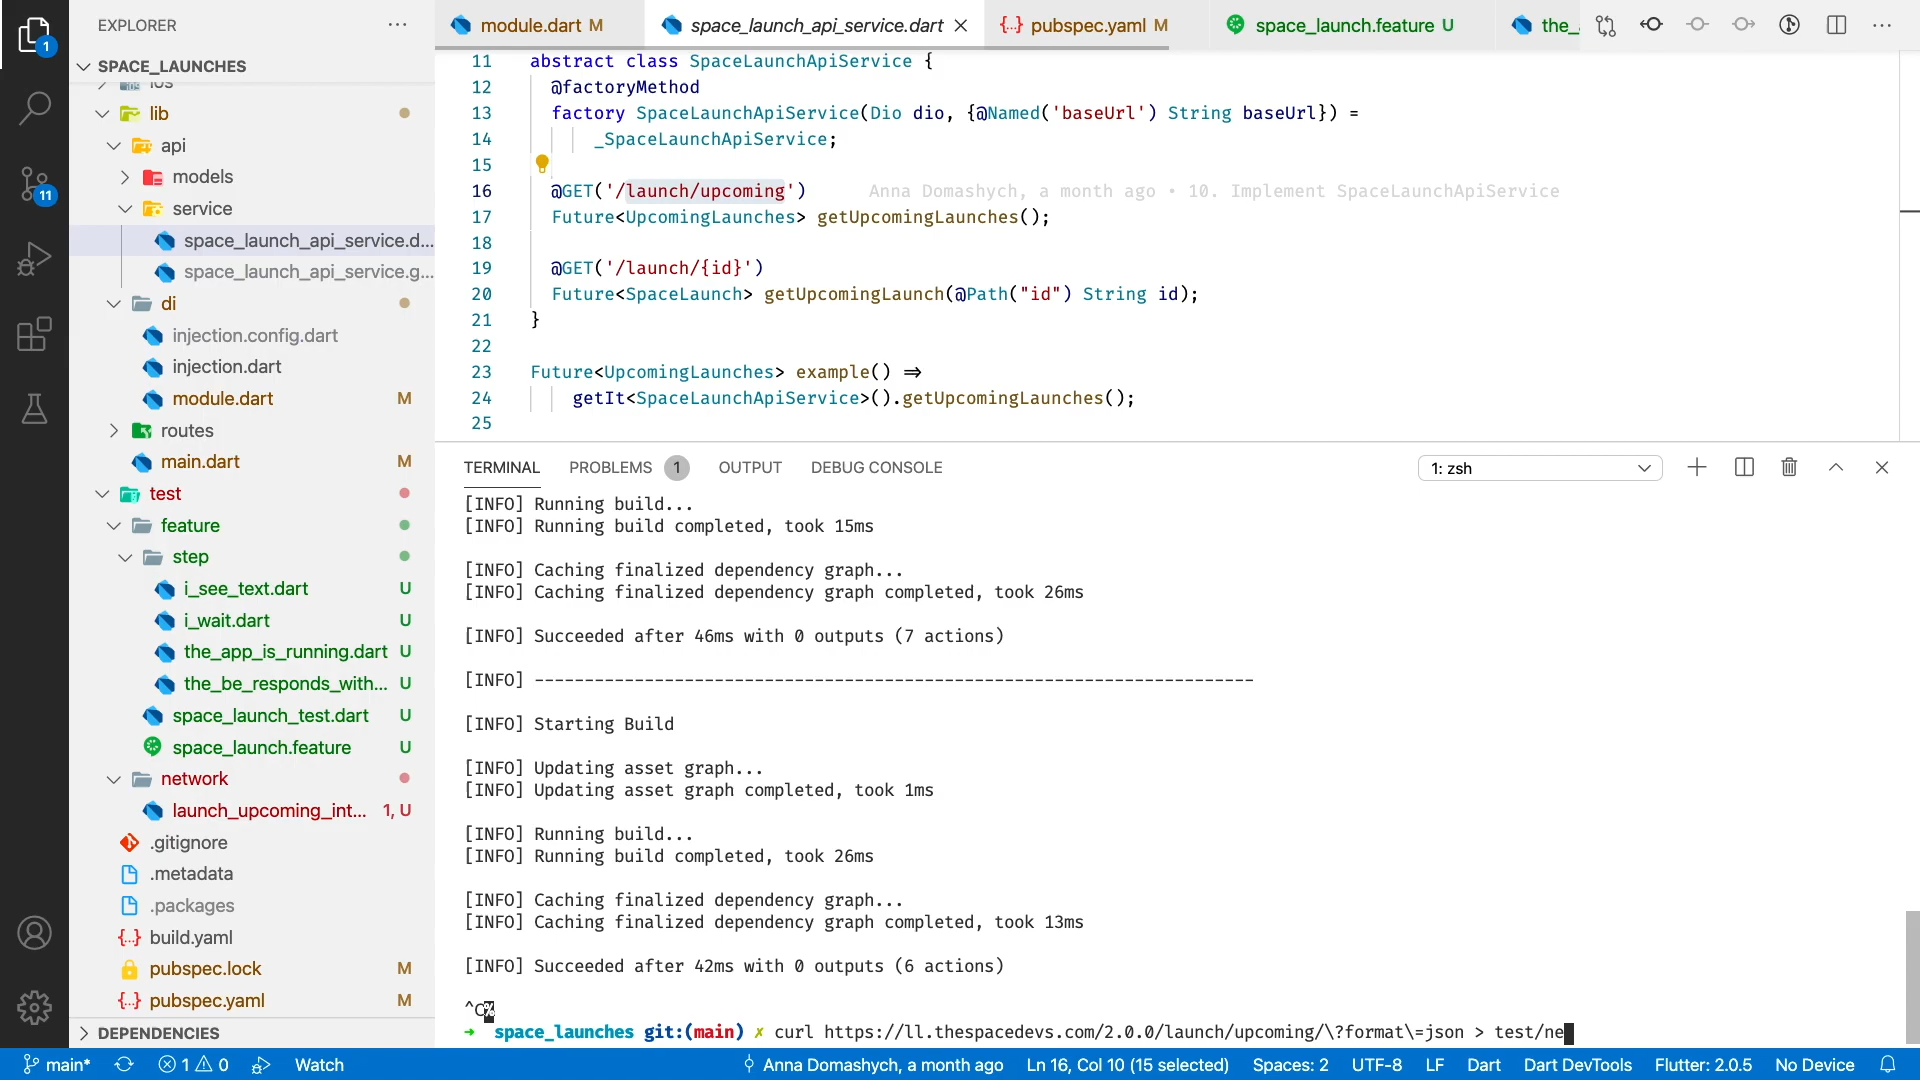 EXPLORER
SPACE_LAUNCHES
ios
lib
api
models
service
space_launch_api_service.d...
space_launch_api_service.g...
di
injection.config.dart
injection.dart
module.dart M
routes
main.dart M
test
feature
step
i_see_text.dart U
i_wait.dart U
the_app_is_running.dart U
the_be_responds_with... U
space_launch_test.dart U
space_launch.feature U
network
launch_upcoming_int... 1, U
.gitignore
.metadata
.packages
build.yaml
pubspec.lock M
pubspec.yaml M
DEPENDENCIES
1
11
module.dart M
space_launch_api_service.dart
pubspec.yaml M
space_launch.feature U
the_
11 abstract class SpaceLaunchApiService {
12 @factoryMethod
13 factory SpaceLaunchApiService(Dio dio, {@Named('baseUrl') String baseUrl}) =
14 _SpaceLaunchApiService;
15
16 @GET('/launch/upcoming') Anna Domashych, a month ago • 10. Implement SpaceLaunchApiService
17 Future<UpcomingLaunches> getUpcomingLaunches();
18
19 @GET('/launch/{id}')
20 Future<SpaceLaunch> getUpcomingLaunch(@Path("id") String id);
21 }
22
23 Future<UpcomingLaunches> example() =>
24 getIt<SpaceLaunchApiService>().getUpcomingLaunches();
25
TERMINAL PROBLEMS 1 OUTPUT DEBUG CONSOLE 1: zsh
[INFO] Running build...
[INFO] Running build completed, took 15ms
[INFO] Caching finalized dependency graph...
[INFO] Caching finalized dependency graph completed, took 26ms
[INFO] Succeeded after 46ms with 0 outputs (7 actions)
[INFO] ------------------------------------------------------------------------
[INFO] Starting Build
[INFO] Updating asset graph...
[INFO] Updating asset graph completed, took 1ms
[INFO] Running build...
[INFO] Running build completed, took 26ms
[INFO] Caching finalized dependency graph...
[INFO] Caching finalized dependency graph completed, took 13ms
[INFO] Succeeded after 42ms with 0 outputs (6 actions)
^C%
➜ space_launches git:(main) ✗ curl https://ll.thespacedevs.com/2.0.0/launch/upcoming/\?format\=json > test/ne
main* 1 0 Watch Anna Domashych, a month ago Ln 16, Col 10 (15 selected) Spaces: 2 UTF-8 LF Dart Dart DevTools Flutter: 2.0.5 No Device